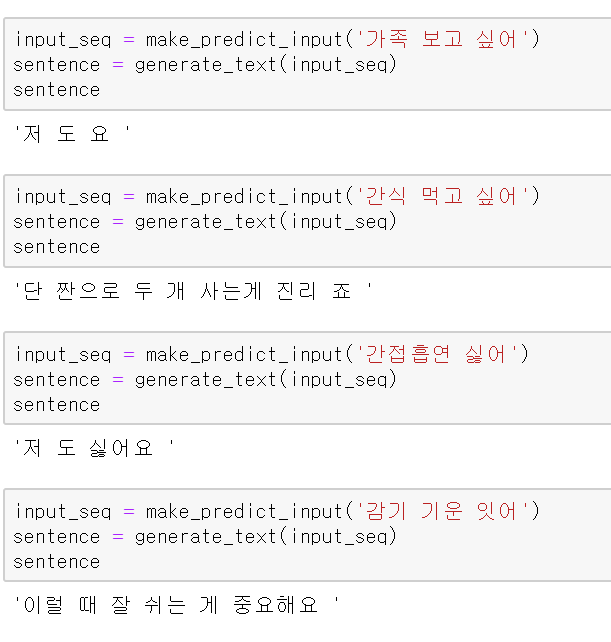 input_seq = make_predict_input('가족 보고 싶어')
sentence = generate_text(input_seq)
sentence
'저 도 요 '
input_seq = make_predict_input('간식 먹고 싶어')
sentence = generate_text(input_seq)
sentence
'단 짠으로 두 개 사는게 진리 죠 '
input_seq = make_predict_input('간접흡연 싫어')
sentence = generate_text(input_seq)
sentence
'저 도 싫어요 '
input_seq = make_predict_input('감기 기운 잇어')
sentence = generate_text(input_seq)
sentence
'이럴 때 잘 쉬는 게 중요해요 '